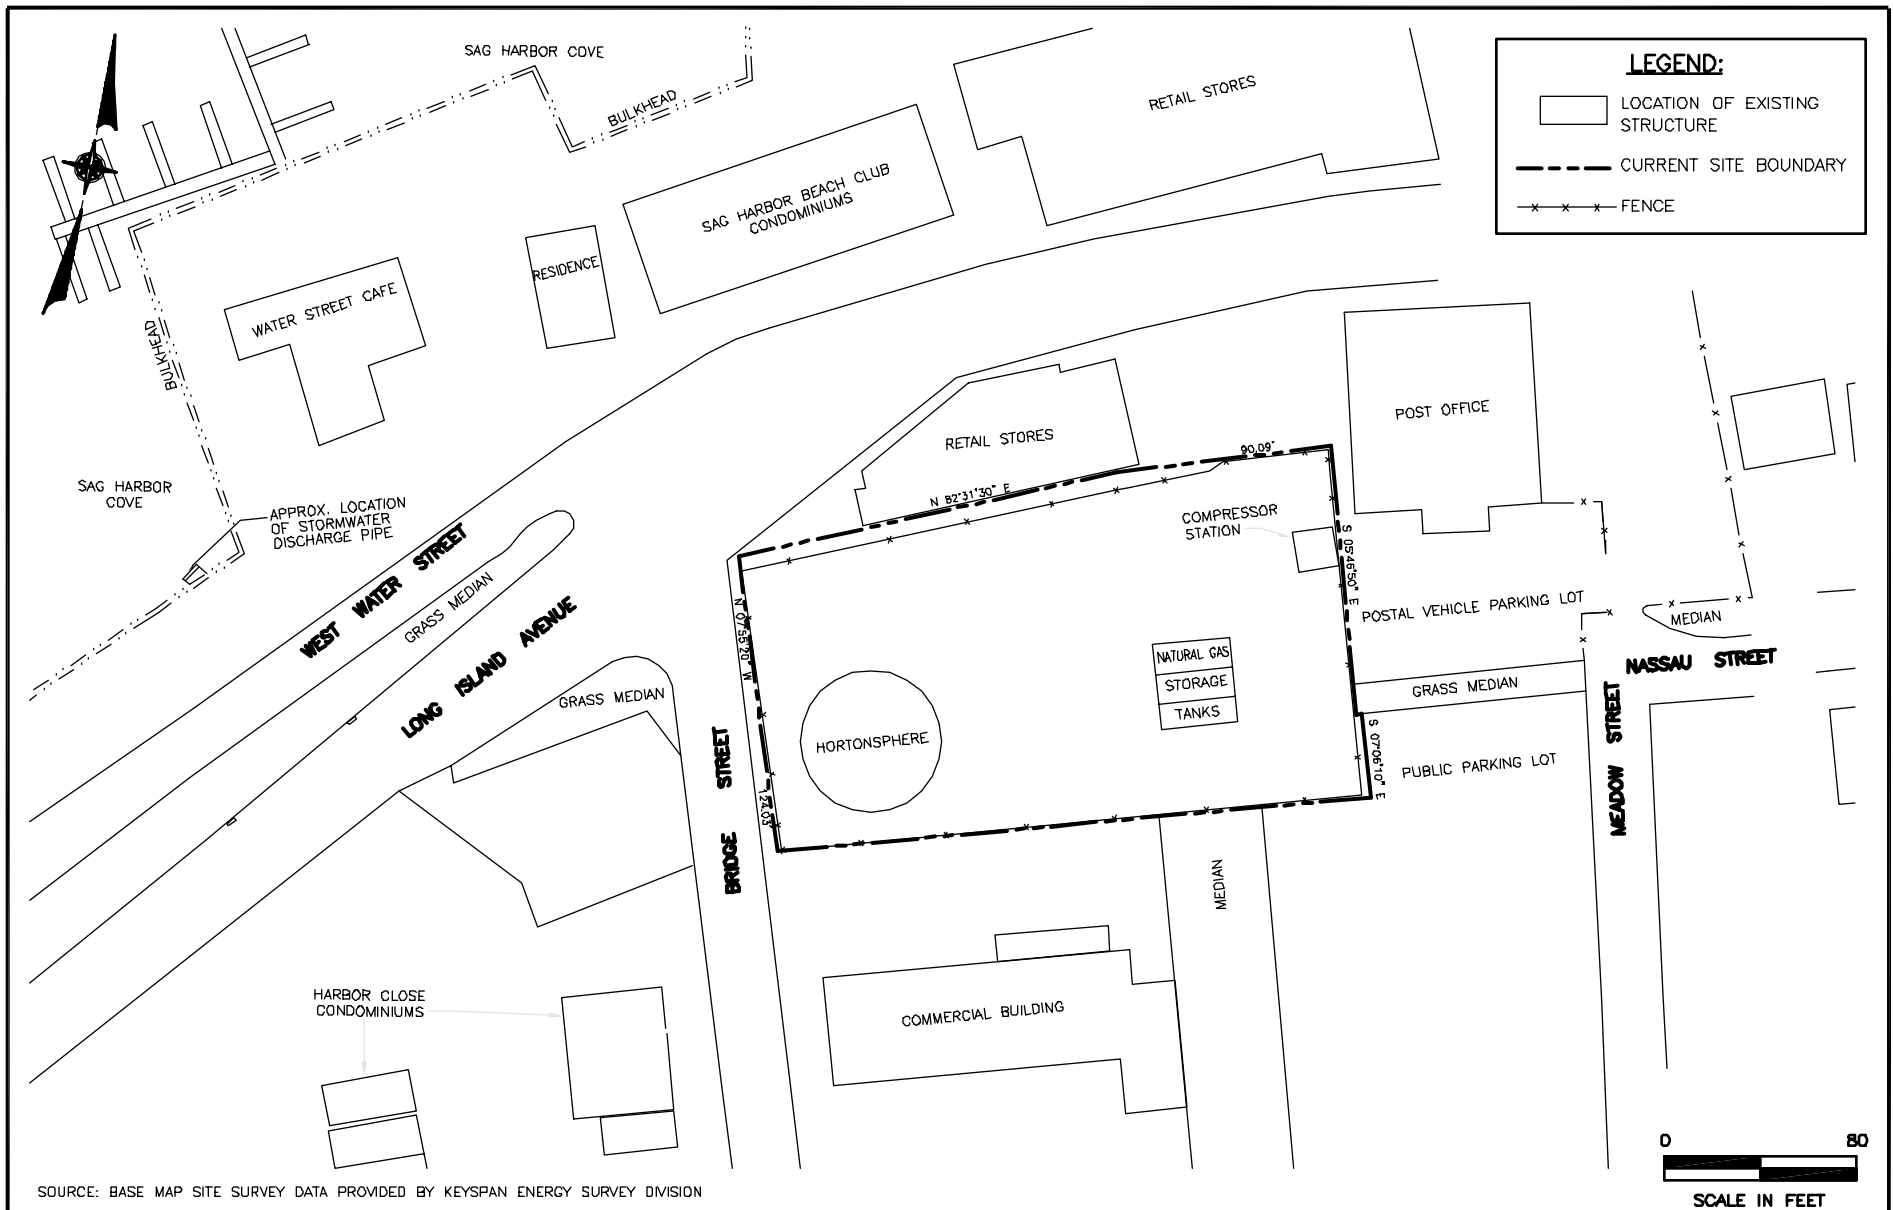 SAG HARBOR COVE
BULKHEAD
RETAIL STORES
LEGEND:
LOCATION OF EXISTING
STRUCTURE
CURRENT SITE BOUNDARY
FENCE
SAG HARBOR BEACH CLUB
CONDOMINIUMS
RESIDENCE
WATER STREET CAFE
BULKHEAD
POST OFFICE
RETAIL STORES
90.09'
N 82°31'30" E
SAG HARBOR
COVE
APPROX. LOCATION
OF STORMWATER
DISCHARGE PIPE
COMPRESSOR
STATION
S 05°46'50" E
WEST WATER STREET
GRASS MEDIAN
LONG ISLAND AVENUE
N 07°55'20" W
POSTAL VEHICLE PARKING LOT
MEDIAN
NASSAU STREET
NATURAL GAS
STORAGE
TANKS
GRASS MEDIAN
GRASS MEDIAN
HORTONSPHERE
S 07°06'10" E
PUBLIC PARKING LOT
MEADOW STREET
BRIDGE STREET
124.03'
MEDIAN
HARBOR CLOSE
CONDOMINIUMS
COMMERCIAL BUILDING
0 80
SCALE IN FEET
SOURCE: BASE MAP SITE SURVEY DATA PROVIDED BY KEYSPAN ENERGY SURVEY DIVISION